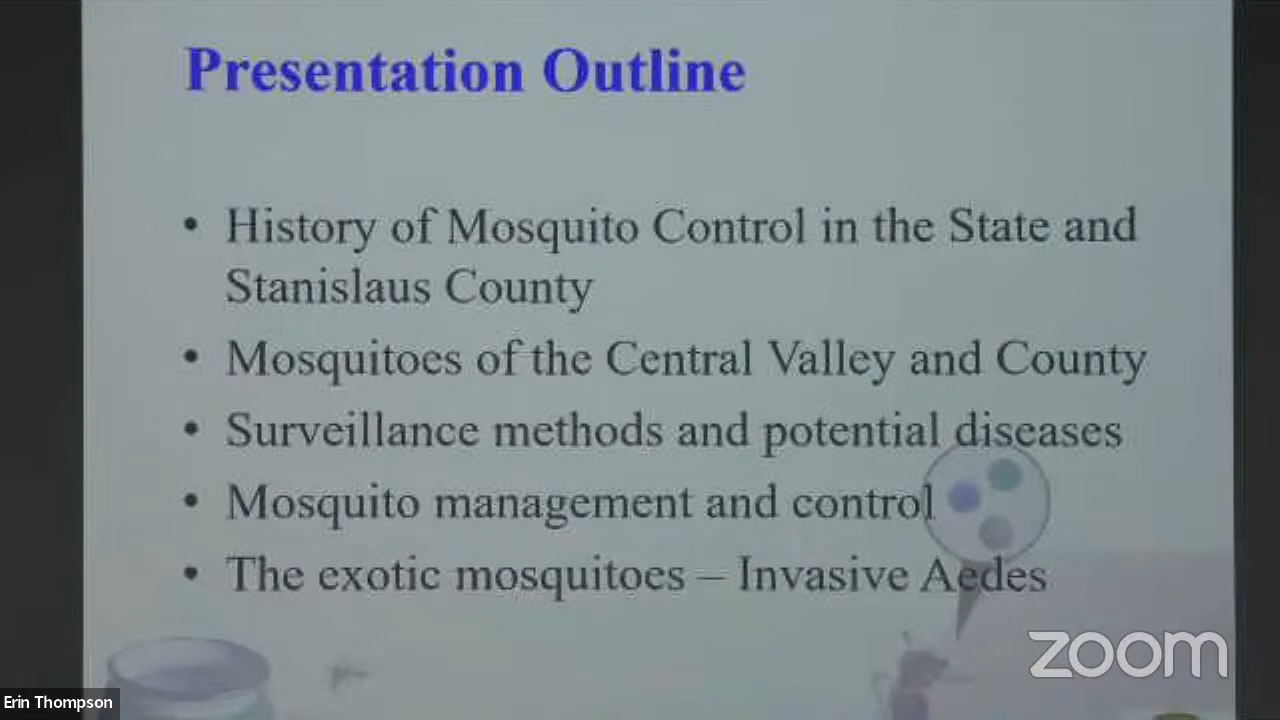 Presentation Outline
• History of Mosquito Control in the State and
Stanislaus County
• Mosquitoes of the Central Valley and County
• Surveillance methods and potential diseases
• Mosquito management and control
• The exotic mosquitoes – Invasive Aedes
zoom
Erin Thompson